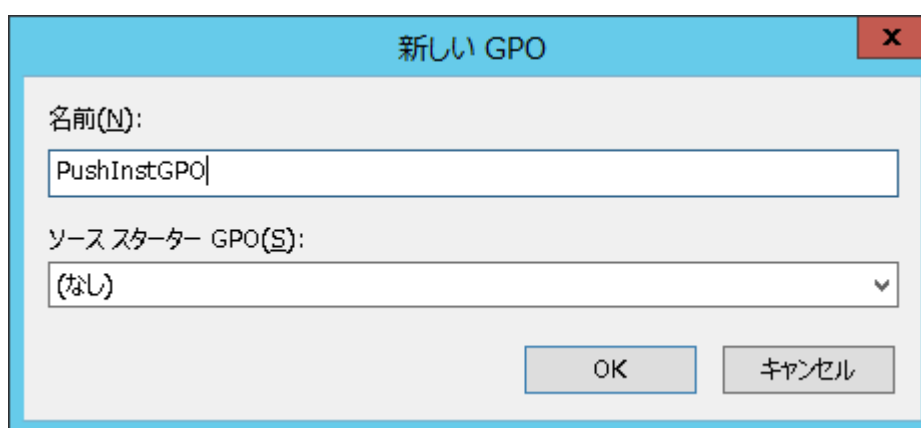 新しい GPO
x
名前(N):
PushInstGPO
ソース スターター GPO(S):
(なし)
OK
キャンセル